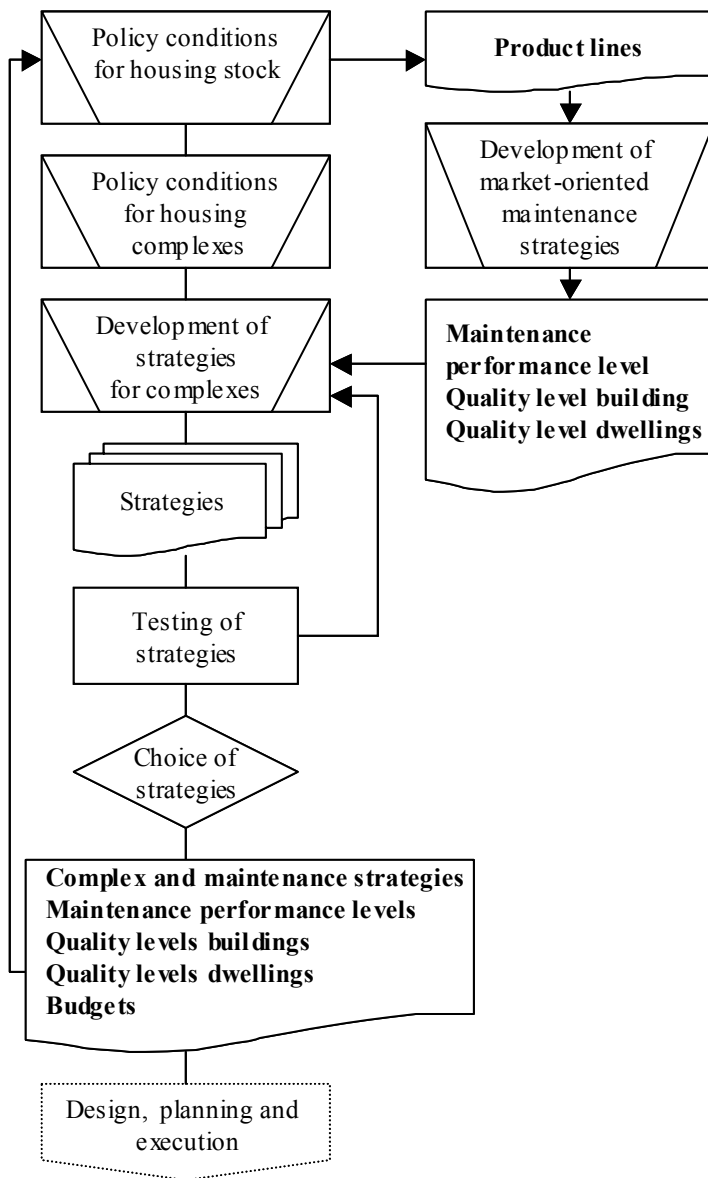 Policy conditions
for housing stock
Product lines
Policy conditions
for housing
complexes
Development of
market-oriented
maintenance
strategies
Development of
strategies
for complexes
Maintenance
performance level
Quality level building
Quality level dwellings
Strategies
Testing of
strategies
Choice of
strategies
Complex and maintenance strategies
Maintenance performance levels
Quality levels buildings
Quality levels dwellings
Budgets
Design, planning and
execution